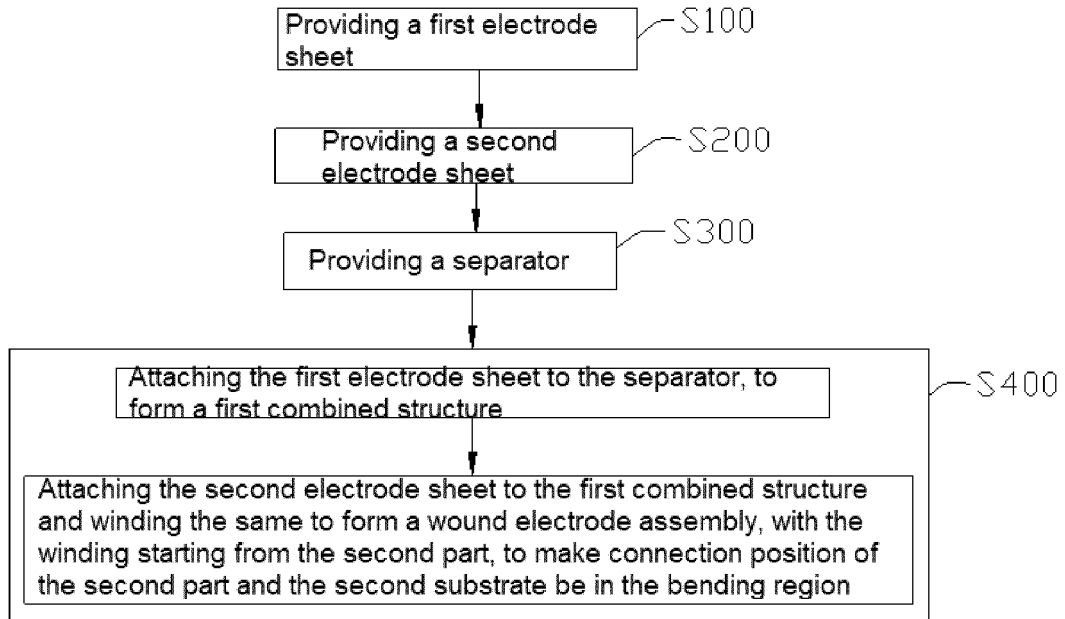 Providing a first electrode
sheet
S100
Providing a second
electrode sheet
S200
Providing a separator
S300
Attaching the first electrode sheet to the separator, to
form a first combined structure
S400
Attaching the second electrode sheet to the first combined structure
and winding the same to form a wound electrode assembly, with the
winding starting from the second part, to make connection position of
the second part and the second substrate be in the bending region